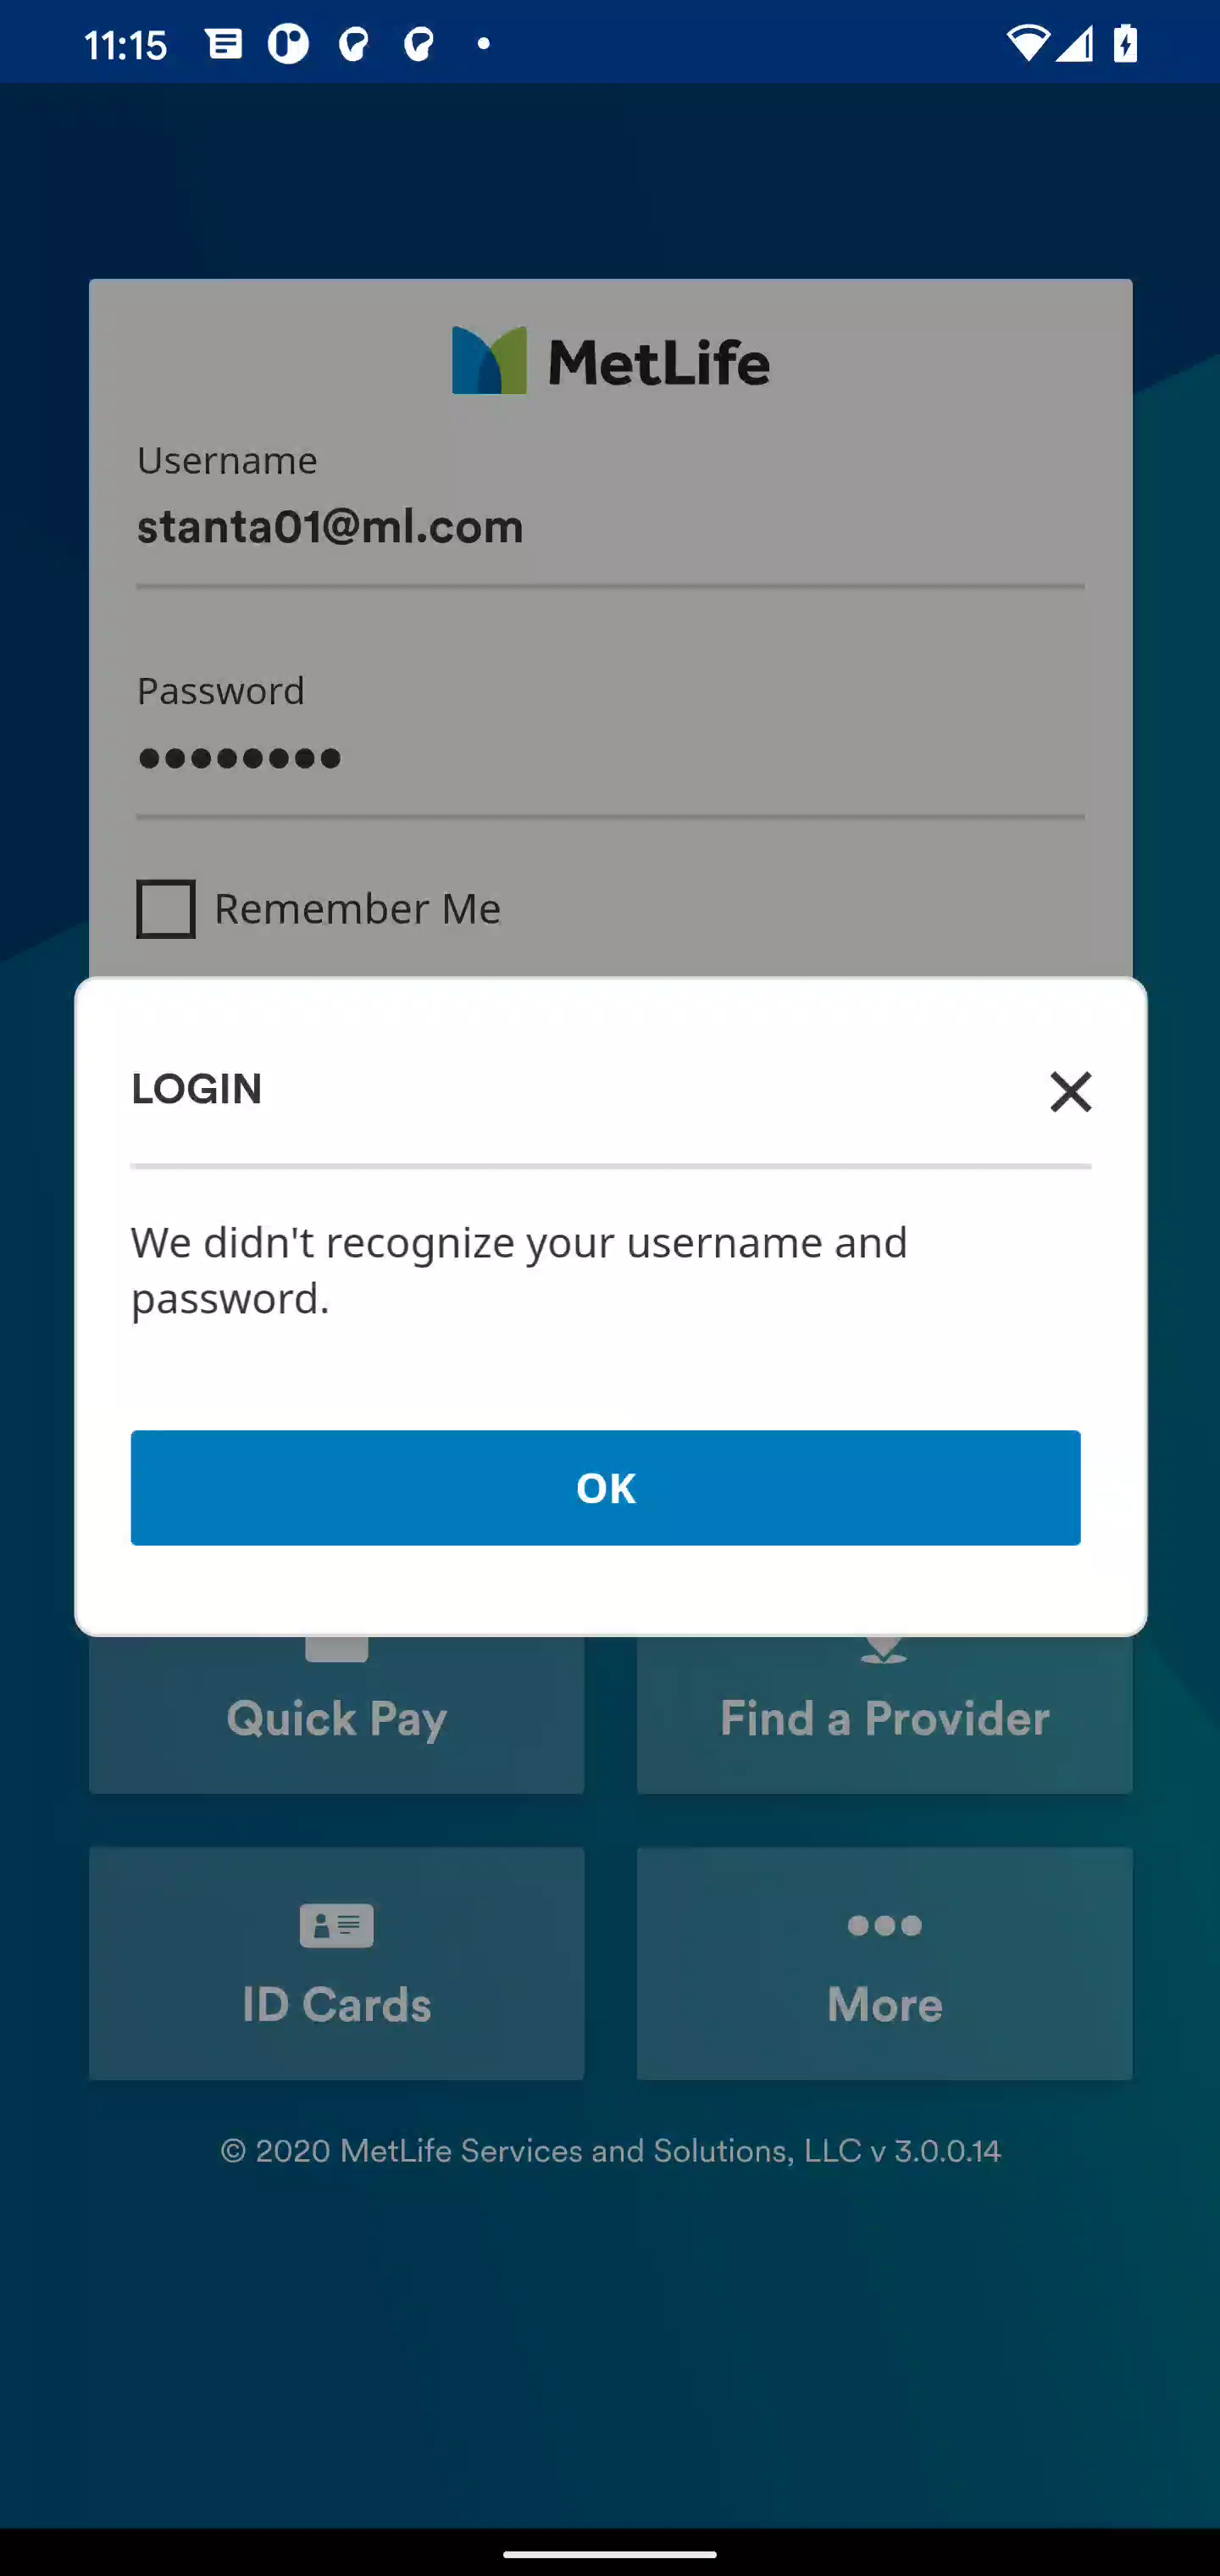 11:15
MetLife
Username
stanta01@ml.com
Password
••••••••
Remember Me
LOGIN
We didn't recognize your username and
password.
OK
Quick Pay
Find a Provider
ID Cards
More
© 2020 MetLife Services and Solutions, LLC v 3.0.0.14